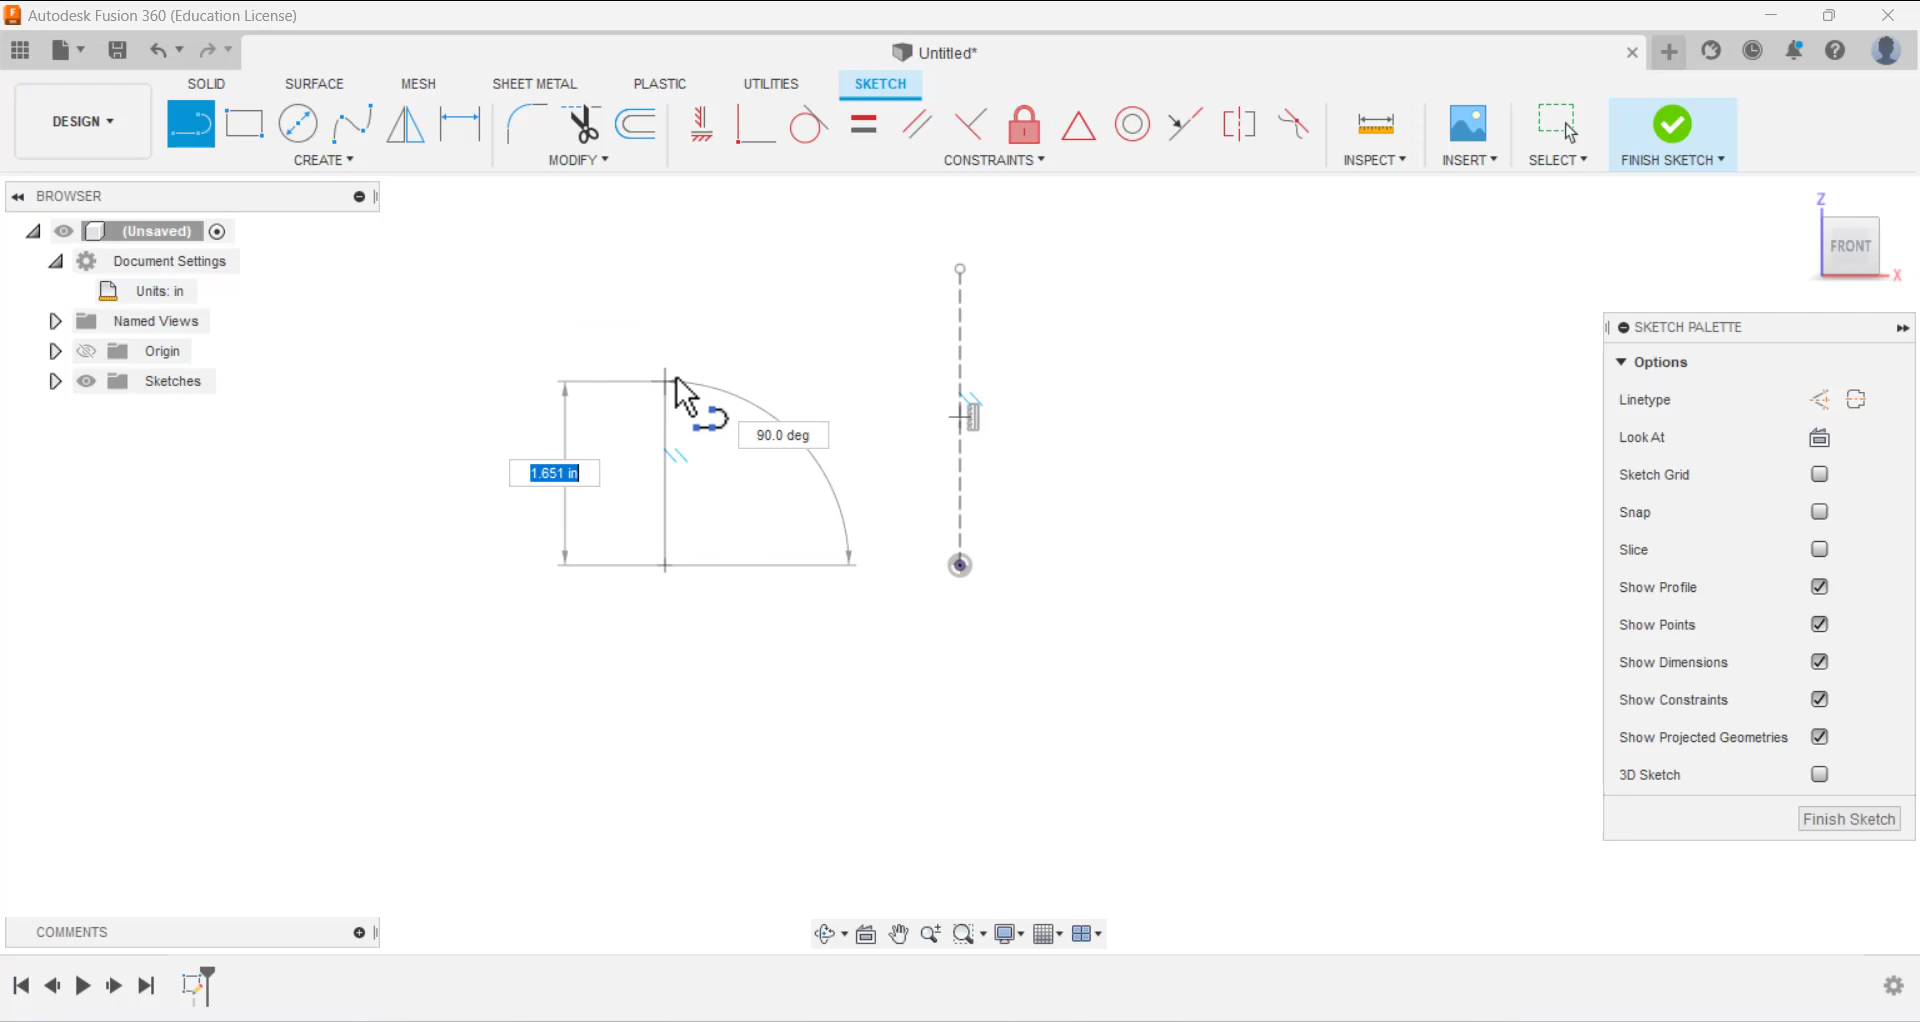 Autodesk Fusion 360 (Education License)
Untitled*
SOLID SURFACE MESH SHEET METAL PLASTIC UTILITIES SKETCH
DESIGN
CREATE MODIFY CONSTRAINTS INSPECT INSERT SELECT FINISH SKETCH
BROWSER
(Unsaved)
Document Settings
Units: in
Named Views
Origin
Sketches
90.0 deg
1.651 in
Z
FRONT
X
SKETCH PALETTE
Options
Linetype
Look At
Sketch Grid
Snap
Slice
Show Profile
Show Points
Show Dimensions
Show Constraints
Show Projected Geometries
3D Sketch
Finish Sketch
COMMENTS